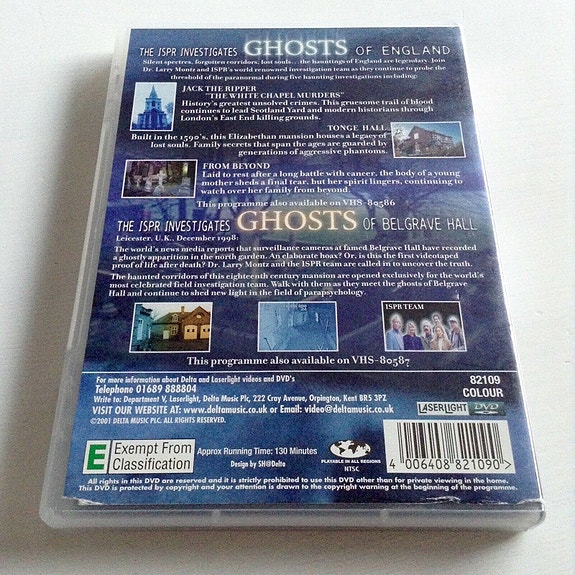 THE ISPR INVESTIGATES GHOSTS OF ENGLAND
Silent spectres, forgotten corridors, lost souls. . . the hauntings of England are legendary. Join
Dr. Larry Montz and ISPR's world renowned investigation team as they continue to probe the
threshold of the paranormal during five haunting investigations including:
JACK THE RIPPER
"THE WHITE CHAPEL MURDERS"
History's greatest unsolved crimes. This gruesome trail of blood
continues to lead Scotland Yard and modern historians through
London's East End killing grounds.
TONGE HALL
Built in the 1590's, this Elizabethan mansion houses a legacy of
lost souls. Family secrets that span the ages are guarded by
generations of aggressive phantoms.
FROM BEYOND
Laid to rest after a long battle with cancer, the body of a young
mother sheds a final tear, but her spirit lingers, continuing to
watch over her family from beyond.
This programme also available on VHS-80586
THE ISPR INVESTIGATES GHOSTS OF BELGRAVE HALL
Leicester, U.K., December 1998:
The world's news media reports that surveillance cameras at famed Belgrave Hall have recorded
a ghostly apparition in the north garden. An elaborate hoax? Or, is this the first videotaped
proof of life after death? Dr. Larry Montz and the ISPR team are called in to uncover the truth.
The haunted corridors of this eighteenth century mansion are opened exclusively for the world's
most celebrated field investigation team. Walk with them as they meet the ghosts of Belgrave
Hall and continue to shed new light in the field of parapsychology.
ISPR TEAM
This programme also available on VHS-80587
For more information about Delta and Laserlight videos and DVD's
Telephone 01689 888804
Write to: Department V, Laserlight, Delta Music Plc, 222 Cray Avenue, Orpington, Kent BR5 3PZ
VISIT OUR WEBSITE AT: www.deltamusic.co.uk or Email: video@deltamusic.co.uk
©2001 DELTA MUSIC PLC. ALL RIGHTS RESERVED.
82109
COLOUR
LASERLIGHT DVD
E Exempt From
Classification
Approx Running Time: 130 Minutes
Design by SH@Delta
PLAYABLE IN ALL REGIONS
NTSC
4 006408 821090 >
All rights in this DVD are reserved and it is strictly prohibited to use this DVD other than for private viewing in the home.
This DVD is protected by copyright and your attention is drawn to the copyright warning at the beginning of the programme.